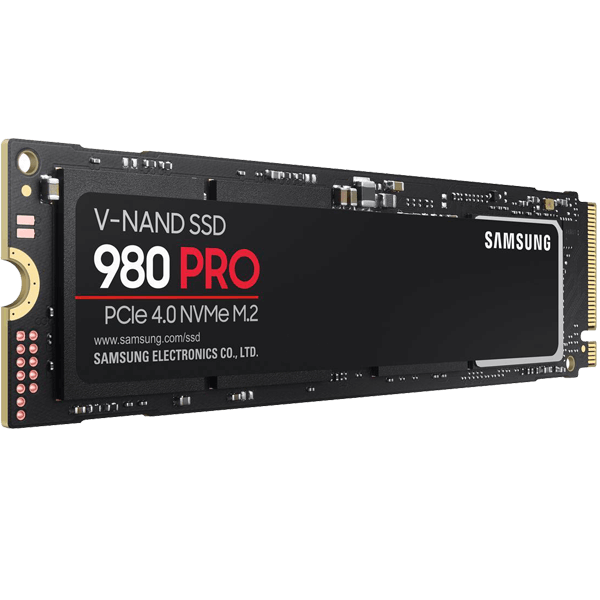 V-NAND SSD
980 PRO
PCIe 4.0 NVMe M.2
www.samsung.com/ssd
SAMSUNG ELECTRONICS CO., LTD.
SAMSUNG